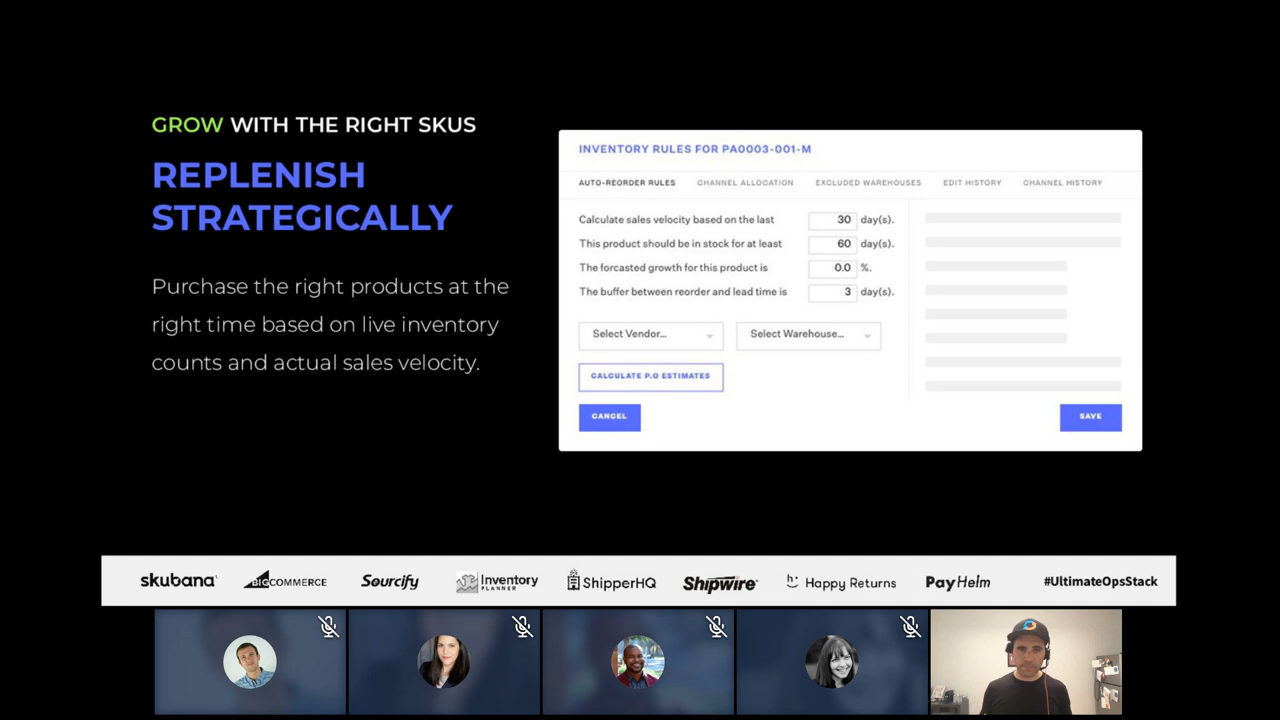 GROW WITH THE RIGHT SKUS
REPLENISH
STRATEGICALLY
Purchase the right products at the
right time based on live inventory
counts and actual sales velocity.
INVENTORY RULES FOR PA0003-001-M
AUTO-REORDER RULES CHANNEL ALLOCATION EXCLUDED WAREHOUSES EDIT HISTORY CHANNEL HISTORY
Calculate sales velocity based on the last 30 day(s).
This product should be in stock for at least 60 day(s).
The forcasted growth for this product is 0.0 %.
The buffer between reorder and lead time is 3 day(s).
Select Vendor... Select Warehouse...
CALCULATE P.O ESTIMATES
CANCEL SAVE
skubana BIGCOMMERCE Sourcify Inventory PLANNER ShipperHQ Shipwire Happy Returns PayHelm #UltimateOpsStack